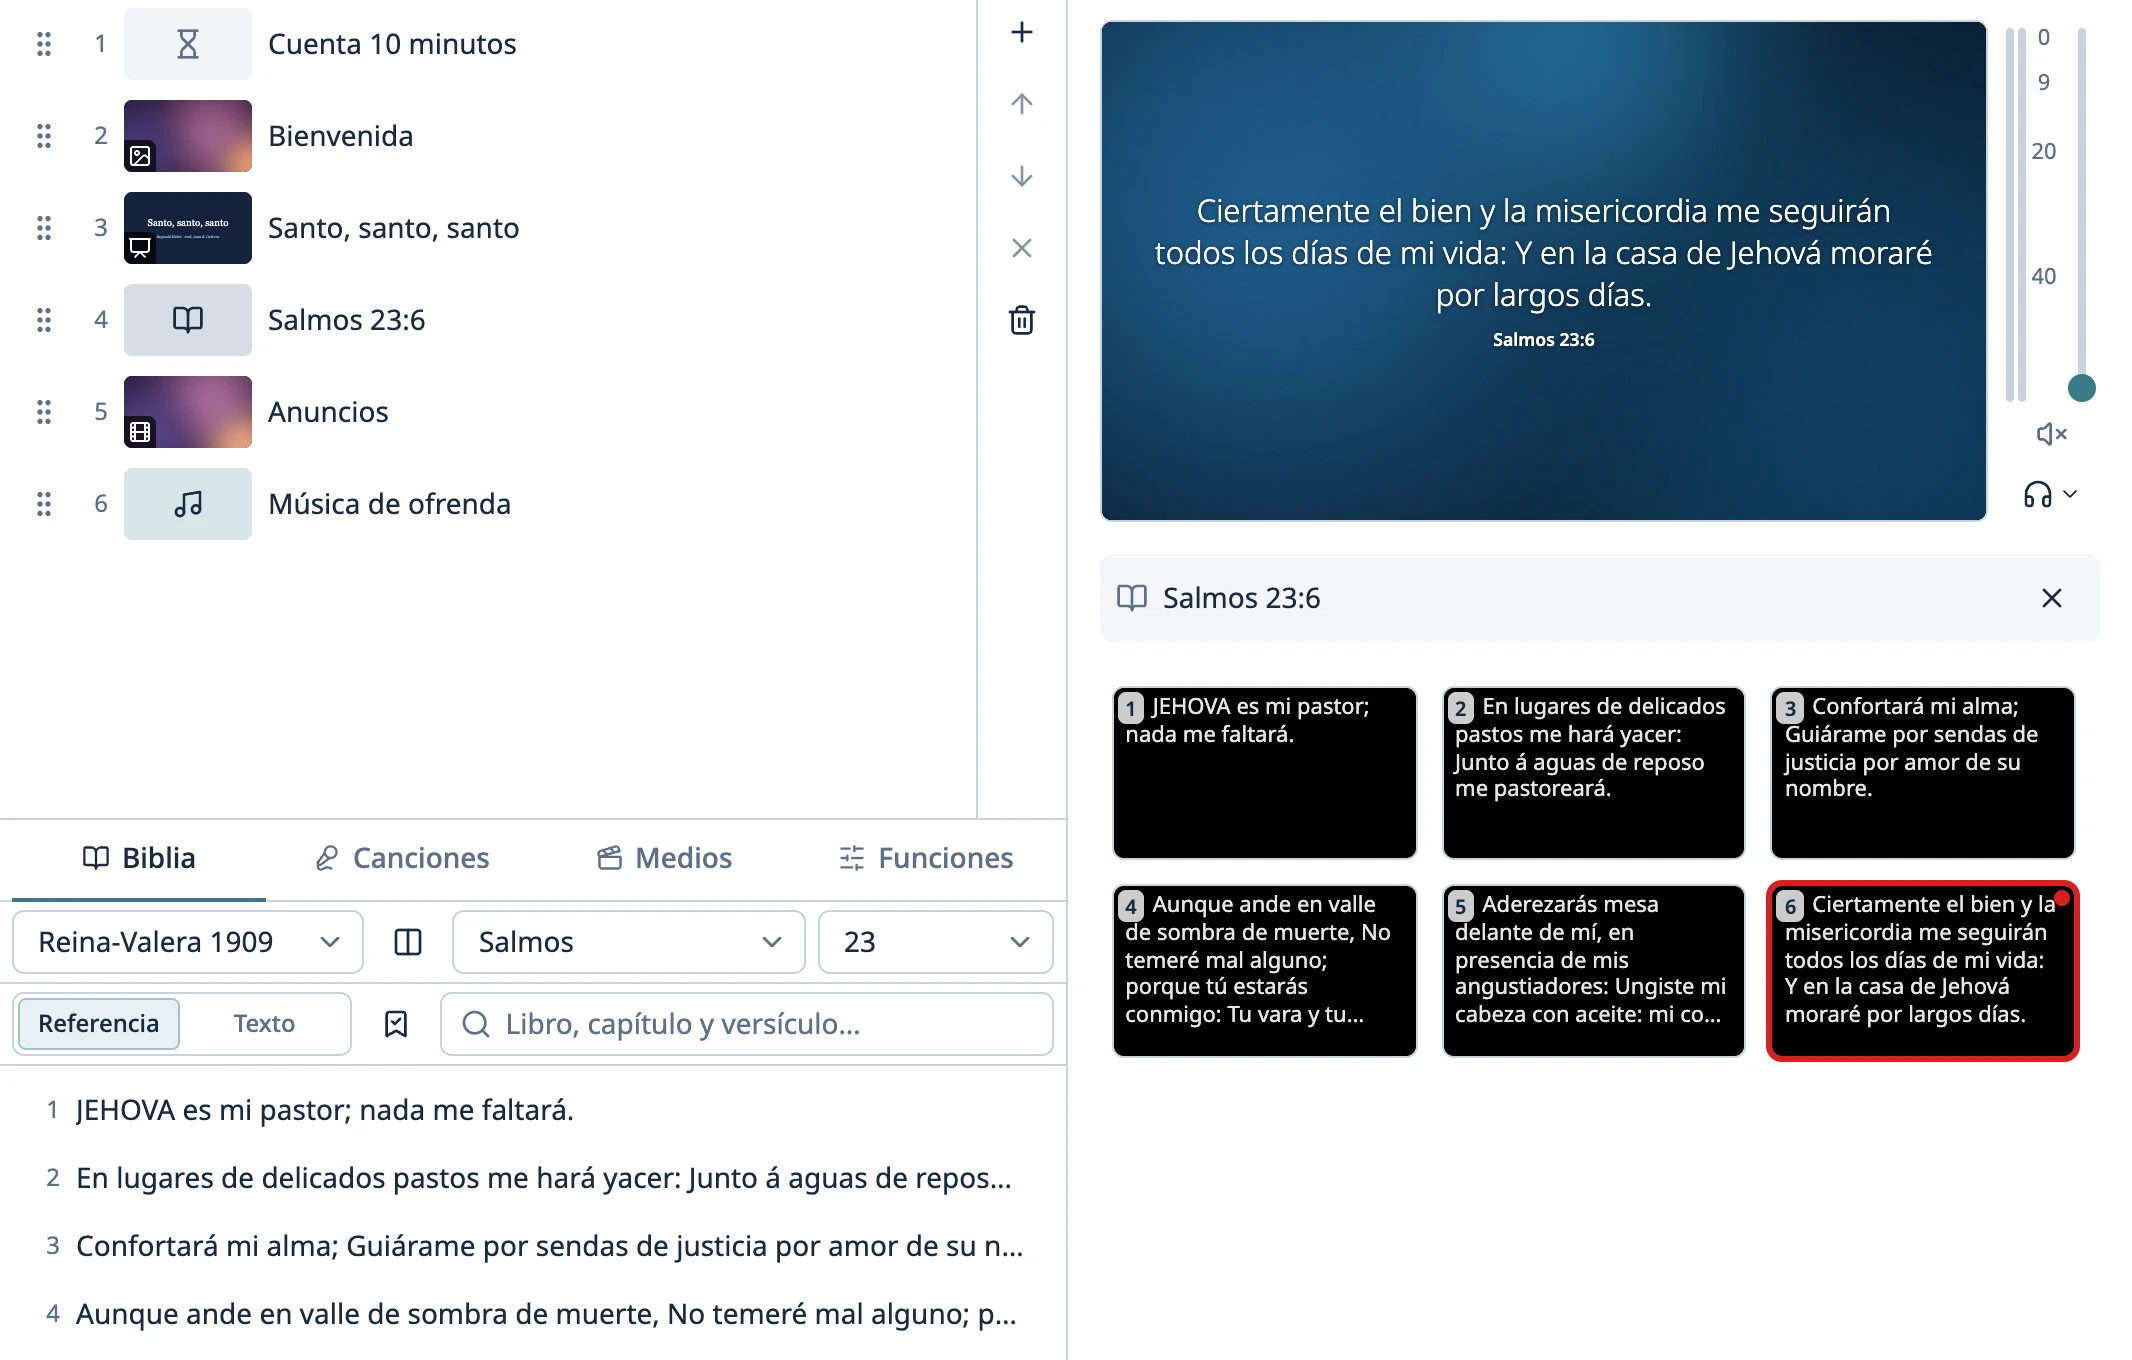 1 Cuenta 10 minutos
2 Bienvenida
3 Santo, santo, santo
Santo, santo, santo
4 Salmos 23:6
5 Anuncios
6 Música de ofrenda
Ciertamente el bien y la misericordia me seguirán
todos los días de mi vida: Y en la casa de Jehová moraré
por largos días.
Salmos 23:6
0
9
20
40
Salmos 23:6
1 JEHOVA es mi pastor;
nada me faltará.
2 En lugares de delicados
pastos me hará yacer:
Junto á aguas de reposo
me pastoreará.
3 Confortará mi alma;
Guiárame por sendas de
justicia por amor de su
nombre.
4 Aunque ande en valle
de sombra de muerte, No
temeré mal alguno;
porque tú estarás
conmigo: Tu vara y tu...
5 Aderezarás mesa
delante de mí, en
presencia de mis
angustiadores: Ungiste mi
cabeza con aceite: mi co...
6 Ciertamente el bien y la
misericordia me seguirán
todos los días de mi vida:
Y en la casa de Jehová
moraré por largos días.
Biblia Canciones Medios Funciones
Reina-Valera 1909 Salmos 23
Referencia Texto Libro, capítulo y versículo...
1 JEHOVA es mi pastor; nada me faltará.
2 En lugares de delicados pastos me hará yacer: Junto á aguas de repos...
3 Confortará mi alma; Guiárame por sendas de justicia por amor de su n...
4 Aunque ande en valle de sombra de muerte, No temeré mal alguno; p...